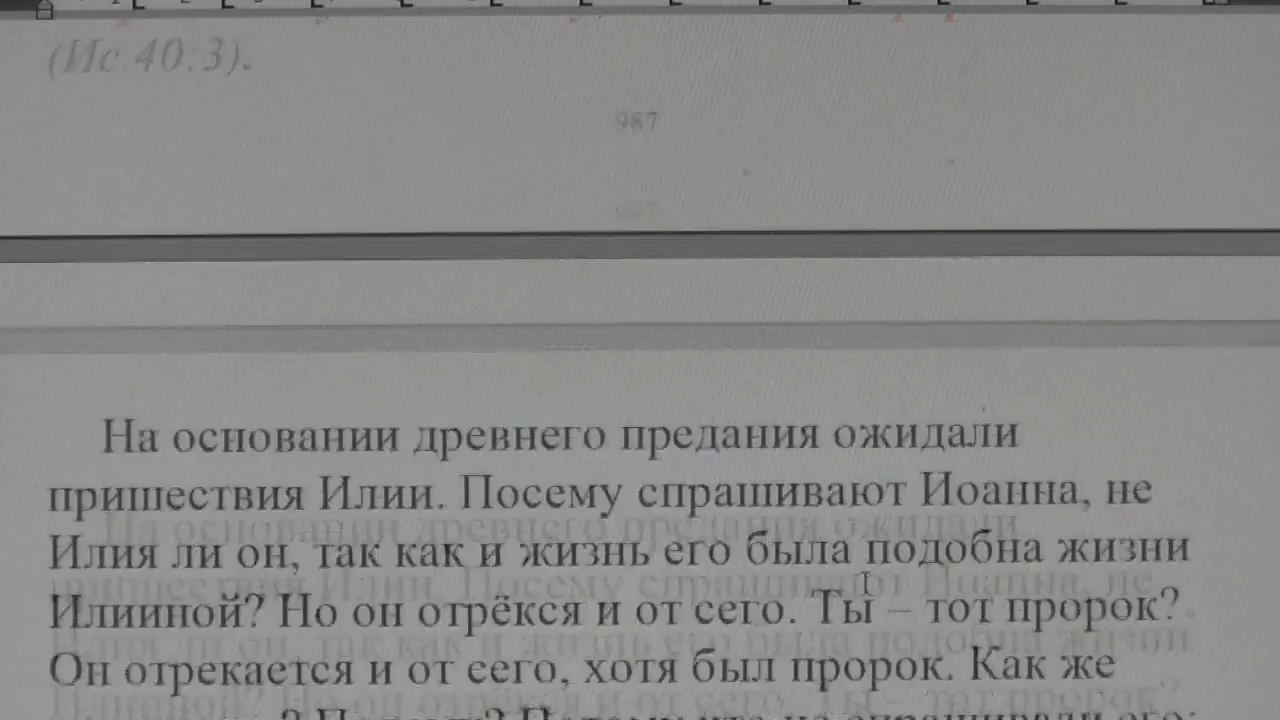 (Ис.40:3).
987
На основании древнего предания ожидали
пришествия Илии. Посему спрашивают Иоанна, не
Илия ли он, так как и жизнь его была подобна жизни
Илииной? Но он отрёкся и от сего. Ты – тот пророк?
Он отрекается и от сего, хотя был пророк. Как же